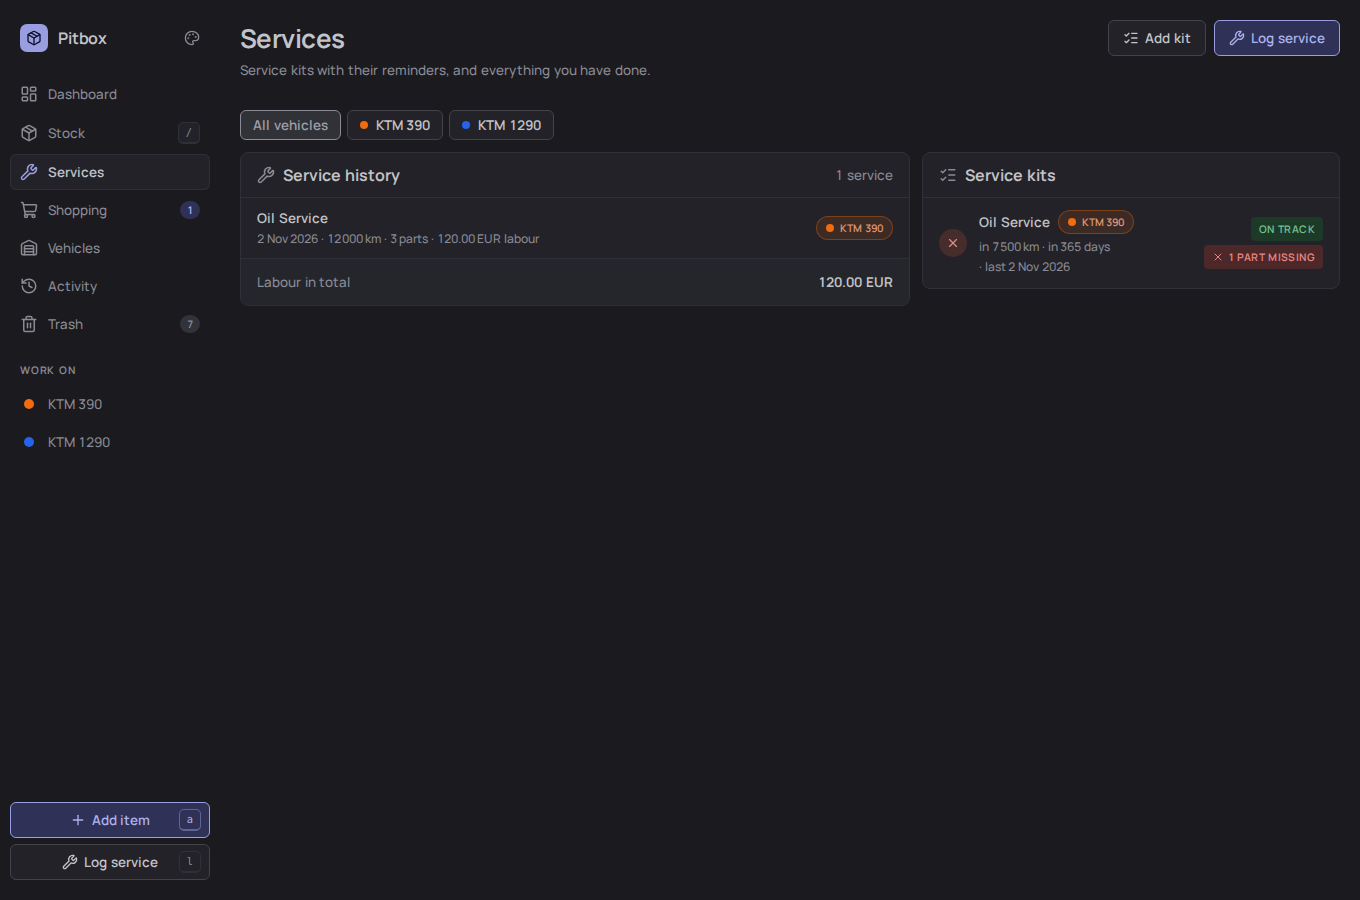 Pitbox
Dashboard
Stock /
Services
Shopping 1
Vehicles
Activity
Trash 7
WORK ON
KTM 390
KTM 1290
Add item a
Log service l
Services
Service kits with their reminders, and everything you have done.
Add kit
Log service
All vehicles
KTM 390
KTM 1290
Service history
1 service
Oil Service
2 Nov 2026 · 12 000 km · 3 parts · 120.00 EUR labour
KTM 390
Labour in total
120.00 EUR
Service kits
Oil Service
KTM 390
in 7 500 km · in 365 days
· last 2 Nov 2026
ON TRACK
1 PART MISSING